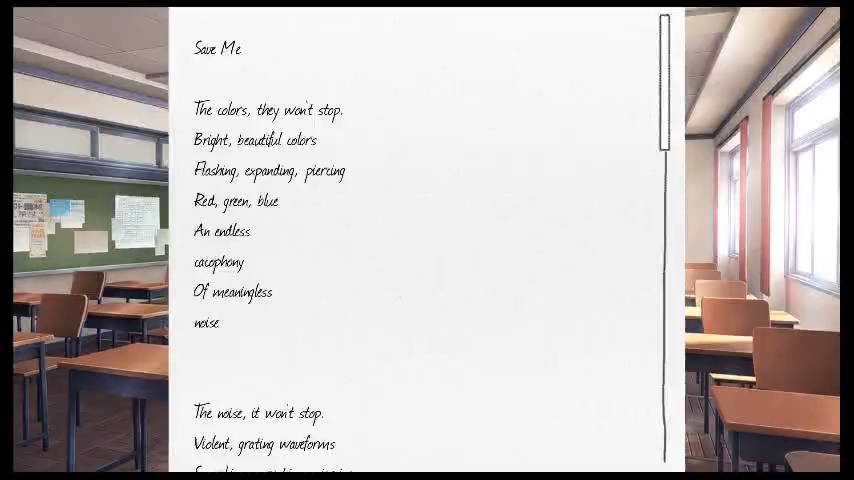 Save Me
The colors, they won't stop.
Bright, beautiful colors
Flashing, expanding, piercing
Red, green, blue
An endless
cacophony
Of meaningless
noise
The noise, it won't stop.
Violent, grating waveforms